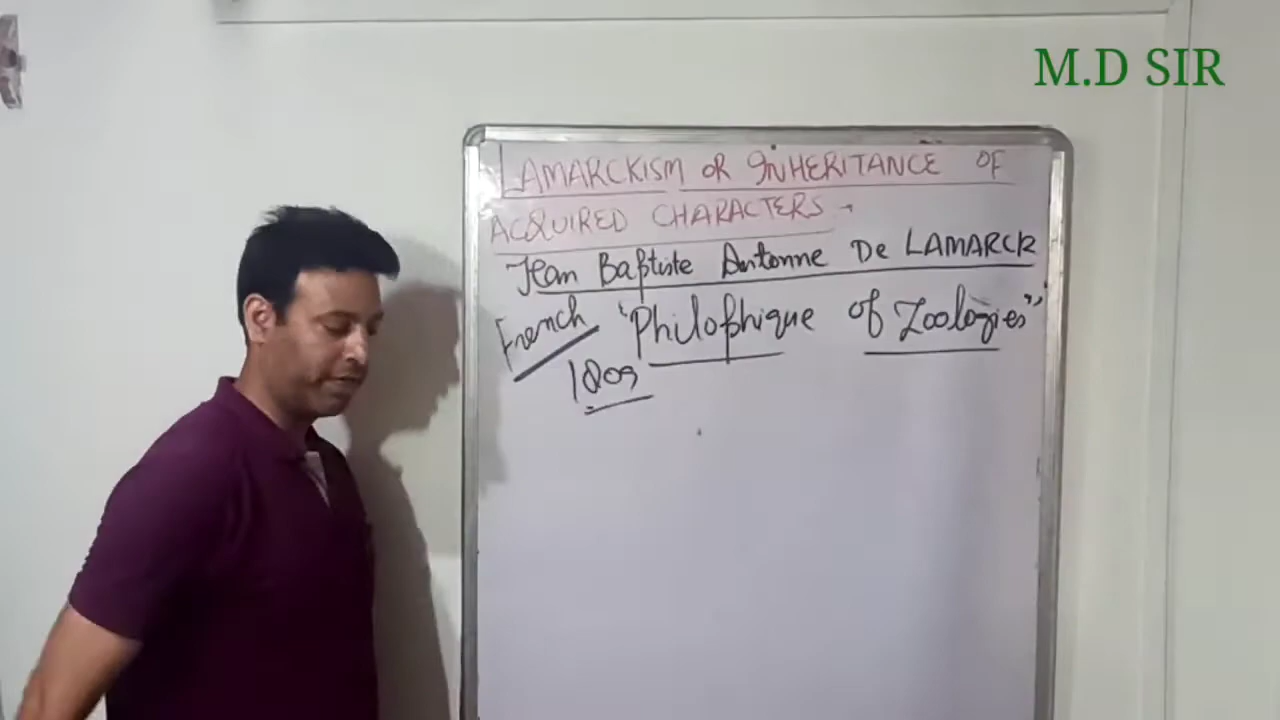 M.D SIR
LAMARCKISM OR INHERITANCE OF
ACQUIRED CHARACTERS →
Jean Baptiste Antonne De LAMARCK
French "Philophique of Zoologies"
1809